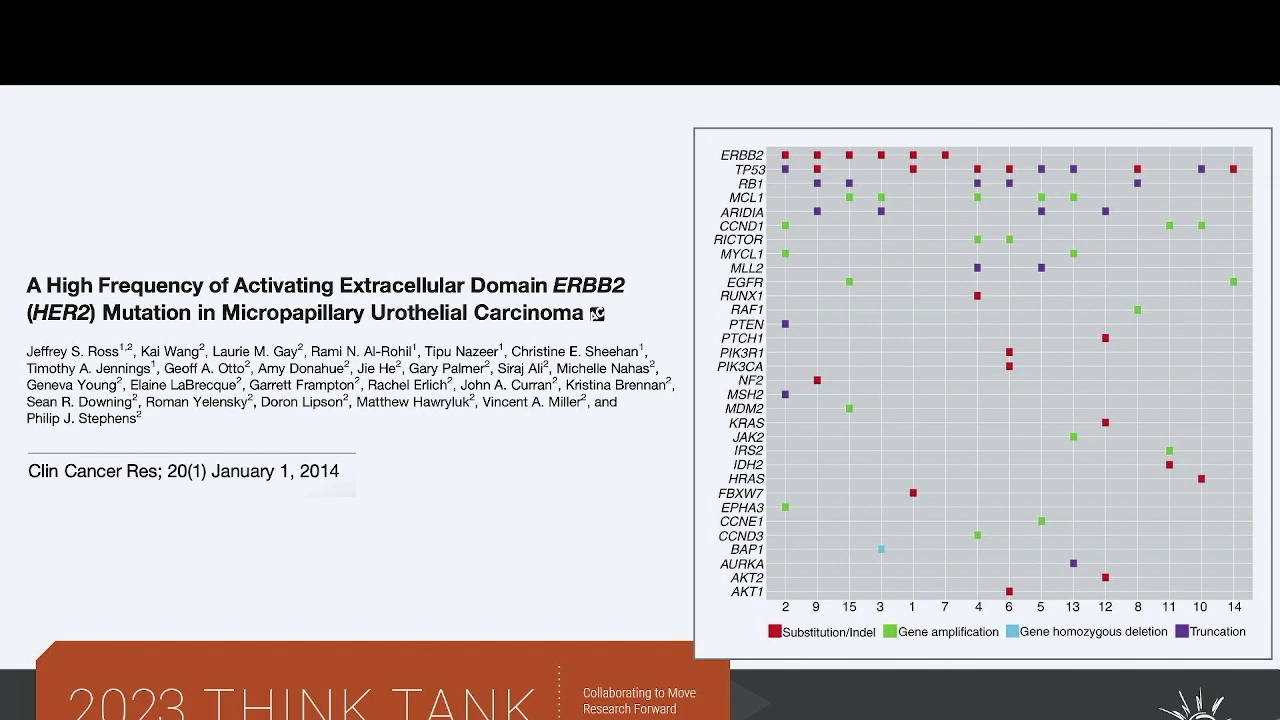 A High Frequency of Activating Extracellular Domain ERBB2
(HER2) Mutation in Micropapillary Urothelial Carcinoma
Jeffrey S. Ross1,2, Kai Wang2, Laurie M. Gay2, Rami N. Al-Rohil1, Tipu Nazeer1, Christine E. Sheehan1,
Timothy A. Jennings1, Geoff A. Otto2, Amy Donahue2, Jie He2, Gary Palmer2, Siraj Ali2, Michelle Nahas2,
Geneva Young2, Elaine LaBrecque2, Garrett Frampton2, Rachel Erlich2, John A. Curran2, Kristina Brennan2,
Sean R. Downing2, Roman Yelensky2, Doron Lipson2, Matthew Hawryluk2, Vincent A. Miller2, and
Philip J. Stephens2
Clin Cancer Res; 20(1) January 1, 2014
ERBB2
TP53
RB1
MCL1
ARIDIA
CCND1
RICTOR
MYCL1
MLL2
EGFR
RUNX1
RAF1
PTEN
PTCH1
PIK3R1
PIK3CA
NF2
MSH2
MDM2
KRAS
JAK2
IRS2
IDH2
HRAS
FBXW7
EPHA3
CCNE1
CCND3
BAP1
AURKA
AKT2
AKT1
2 9 15 3 1 7 4 6 5 13 12 8 11 10 14
Substitution/Indel Gene amplification Gene homozygous deletion Truncation
2023 THINK TANK
Collaborating to Move
Research Forward